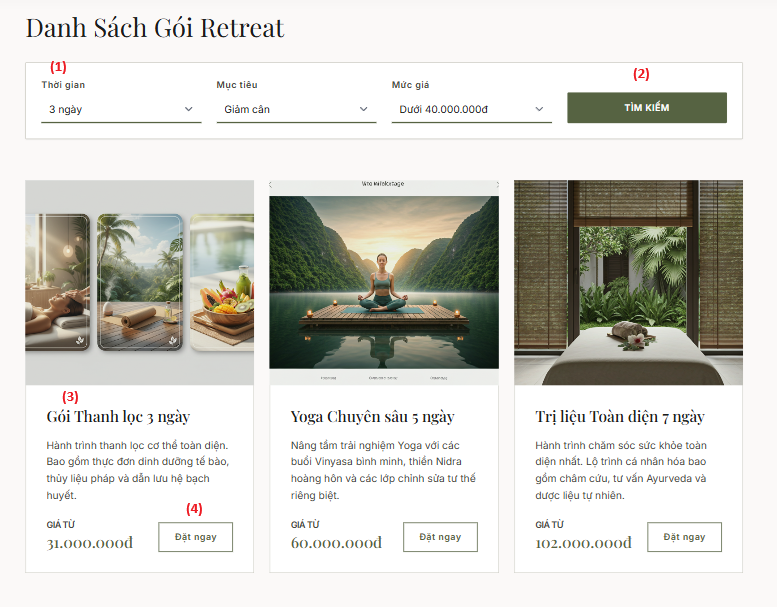 Danh Sách Gói Retreat
(1)
(2)
Thời gian
Mục tiêu
Mức giá
3 ngày
Giảm cân
Dưới 40.000.000đ
TÌM KIẾM
(3)
Gói Thanh lọc 3 ngày
Hành trình thanh lọc cơ thể toàn diện.
Bao gồm thực đơn dinh dưỡng tế bào,
thủy liệu pháp và dẫn lưu hệ bạch
huyết.
(4)
GIÁ TỪ
31.000.000đ
Đặt ngay
Yoga Chuyên sâu 5 ngày
Nâng tầm trải nghiệm Yoga với các
buổi Vinyasa bình minh, thiền Nidra
hoàng hôn và các lớp chỉnh sửa tư thế
riêng biệt.
GIÁ TỪ
60.000.000đ
Đặt ngay
Trị liệu Toàn diện 7 ngày
Hành trình chăm sóc sức khỏe toàn
diện nhất. Lộ trình cá nhân hóa bao
gồm châm cứu, tư vấn Ayurveda và
dược liệu tự nhiên.
GIÁ TỪ
102.000.000đ
Đặt ngay